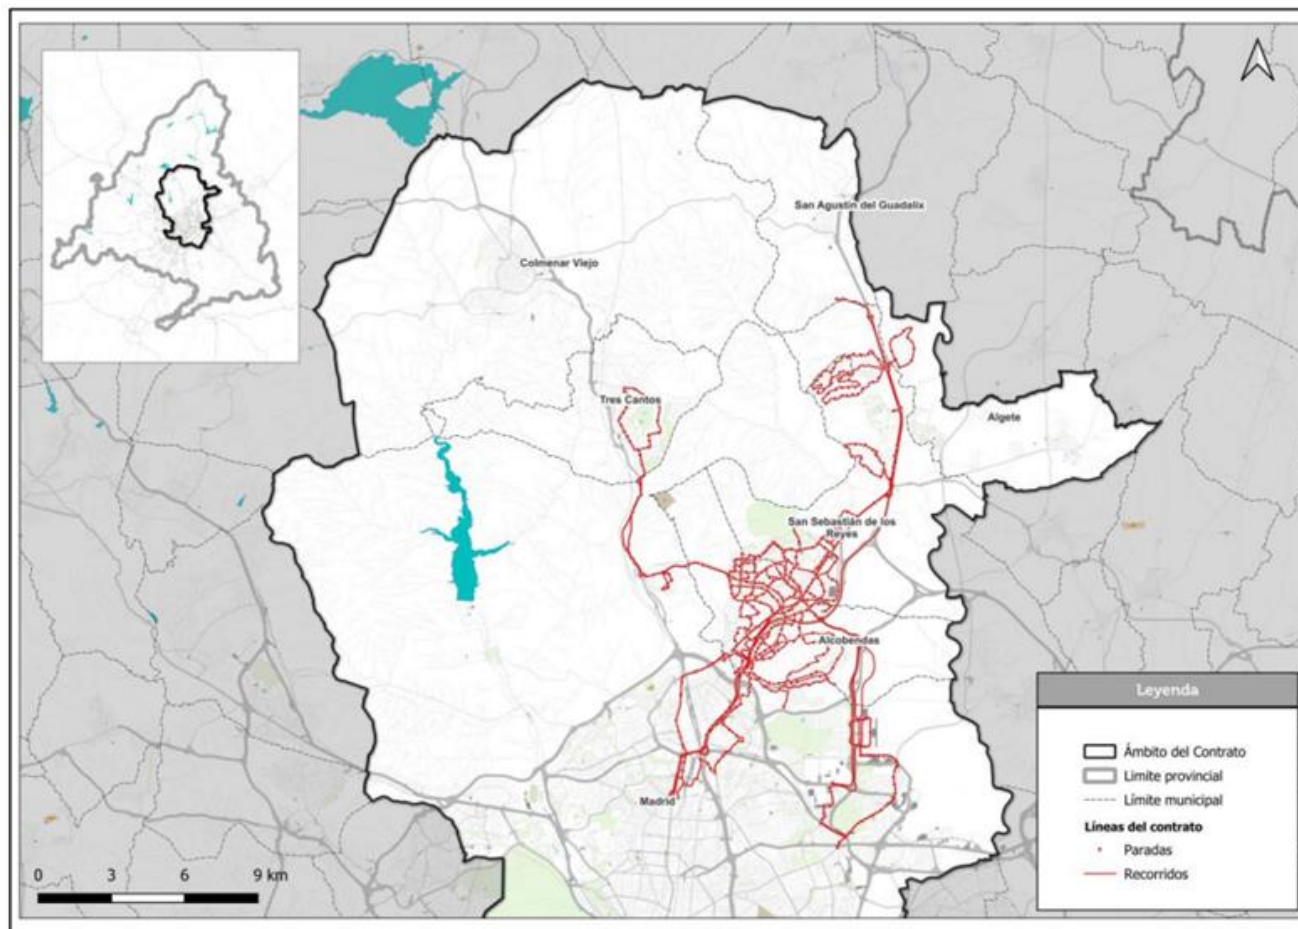 San Agustín del Guadalix
Colmenar Viejo
Tres Cantos
Algete
San Sebastián de los
Reyes
Alcobendas
Madrid
0 3 6 9 km
Leyenda
Ámbito del Contrato
Limite provincial
Límite municipal
Líneas del contrato
Paradas
Recorridos